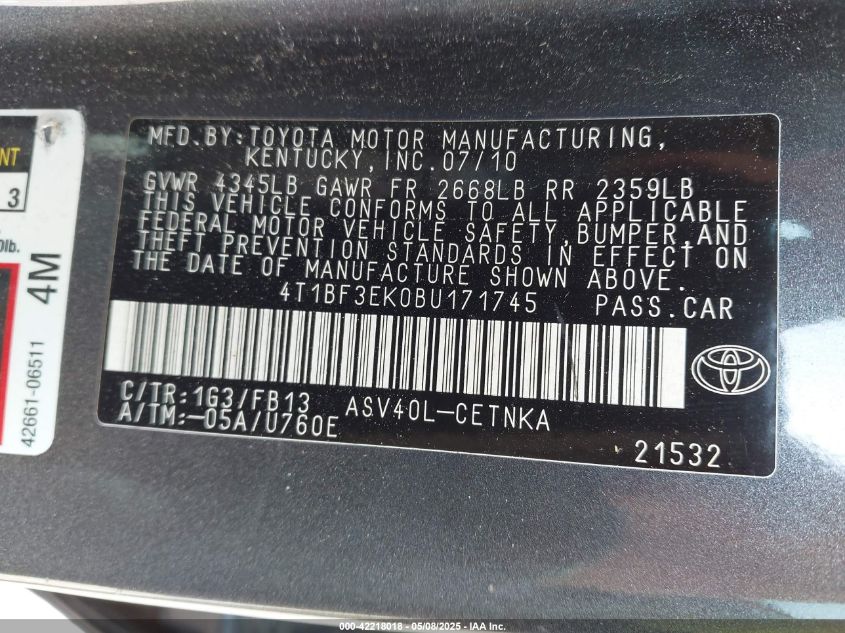 MFD.BY:TOYOTA MOTOR MANUFACTURING,
KENTUCKY,INC.07/10
GVWR 4345LB GAWR FR 2668LB RR 2359LB
THIS VEHICLE CONFORMS TO ALL APPLICABLE
FEDERAL MOTOR VEHICLE SAFETY,BUMPER,AND
THEFT PREVENTION STANDARDS IN EFFECT ON
THE DATE OF MANUFACTURE SHOWN ABOVE.
4T1BF3EK0BU171745 PASS.CAR
C/TR:1G3/FB13 ASV40L-CETNKA
A/TM:-05A/U760E
21532
3
4M
42661-06511
000-42218018 - 05/08/2025 - IAA Inc.